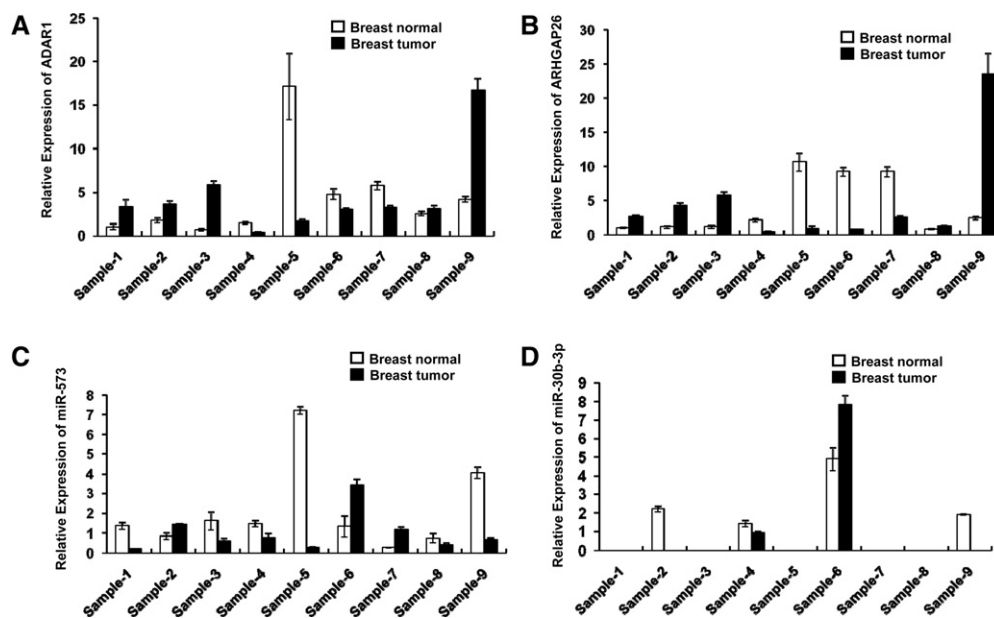 A
Relative Expression of ADAR1
Breast normal
Breast tumor
25
20
15
10
5
0
Sample-1
Sample-2
Sample-3
Sample-4
Sample-5
Sample-6
Sample-7
Sample-8
Sample-9
B
Relative Expression of ARHGAP26
Breast normal
Breast tumor
30
25
20
15
10
5
0
Sample-1
Sample-2
Sample-3
Sample-4
Sample-5
Sample-6
Sample-7
Sample-8
Sample-9
C
Relative Expression of miR-573
Breast normal
Breast tumor
8
7
6
5
4
3
2
1
0
Sample-1
Sample-2
Sample-3
Sample-4
Sample-5
Sample-6
Sample-7
Sample-8
Sample-9
D
Relative Expression of miR-30b-3p
Breast normal
Breast tumor
9
8
7
6
5
4
3
2
1
0
Sample-1
Sample-2
Sample-3
Sample-4
Sample-5
Sample-6
Sample-7
Sample-8
Sample-9